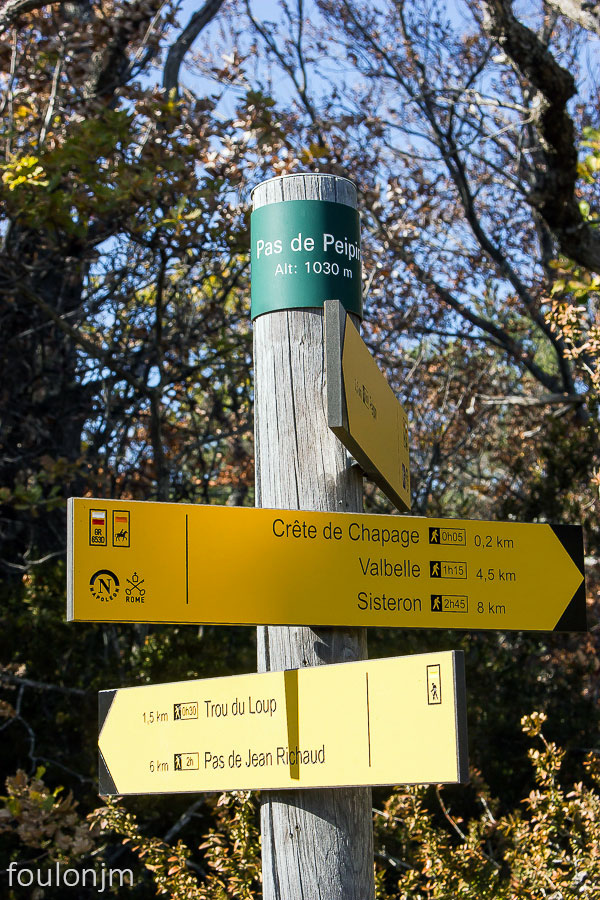 Pas de Peipin
Alt: 1030 m
Crête de Chapage 0h05 0,2 km
GR
6530
Valbelle 1h15 4,5 km
N
NAPOLEON
ROME
Sisteron 2h45 8 km
1,5 km 0h30 Trou du Loup
6 km 2h Pas de Jean Richaud
foulonjm